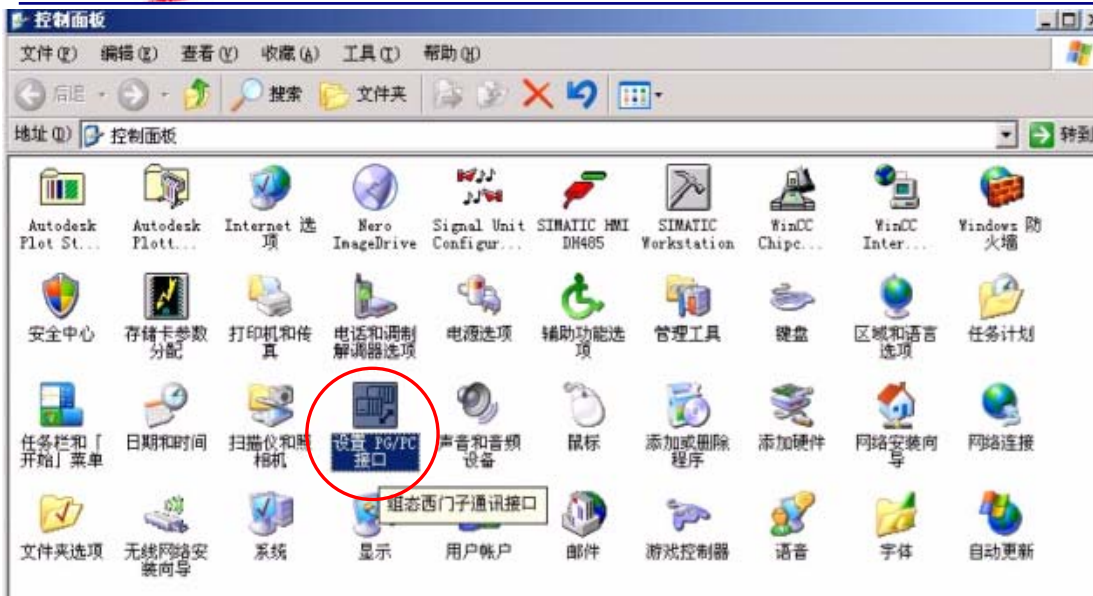 控制面板
文件(F) 编辑(E) 查看(V) 收藏(A) 工具(T) 帮助(H)
后退 搜索 文件夹
地址(D) 控制面板 转到
Autodesk Plot St...
Autodesk Plott...
Internet 选项
Nero ImageDrive
Signal Unit Configur...
SIMATIC HMI DH485
SIMATIC Workstation
WinCC Chipc...
WinCC Inter...
Windows 防火墙
安全中心
存储卡参数分配
打印机和传真
电话和调制解调器选项
电源选项
辅助功能选项
管理工具
键盘
区域和语言选项
任务计划
任务栏和「开始」菜单
日期和时间
扫描仪和照相机
设置 PG/PC 接口
声音和音频设备
鼠标
添加或删除程序
添加硬件
网络安装向导
网络连接
组态西门子通讯接口
文件夹选项
无线网络安装向导
系统
显示
用户帐户
邮件
游戏控制器
语音
字体
自动更新